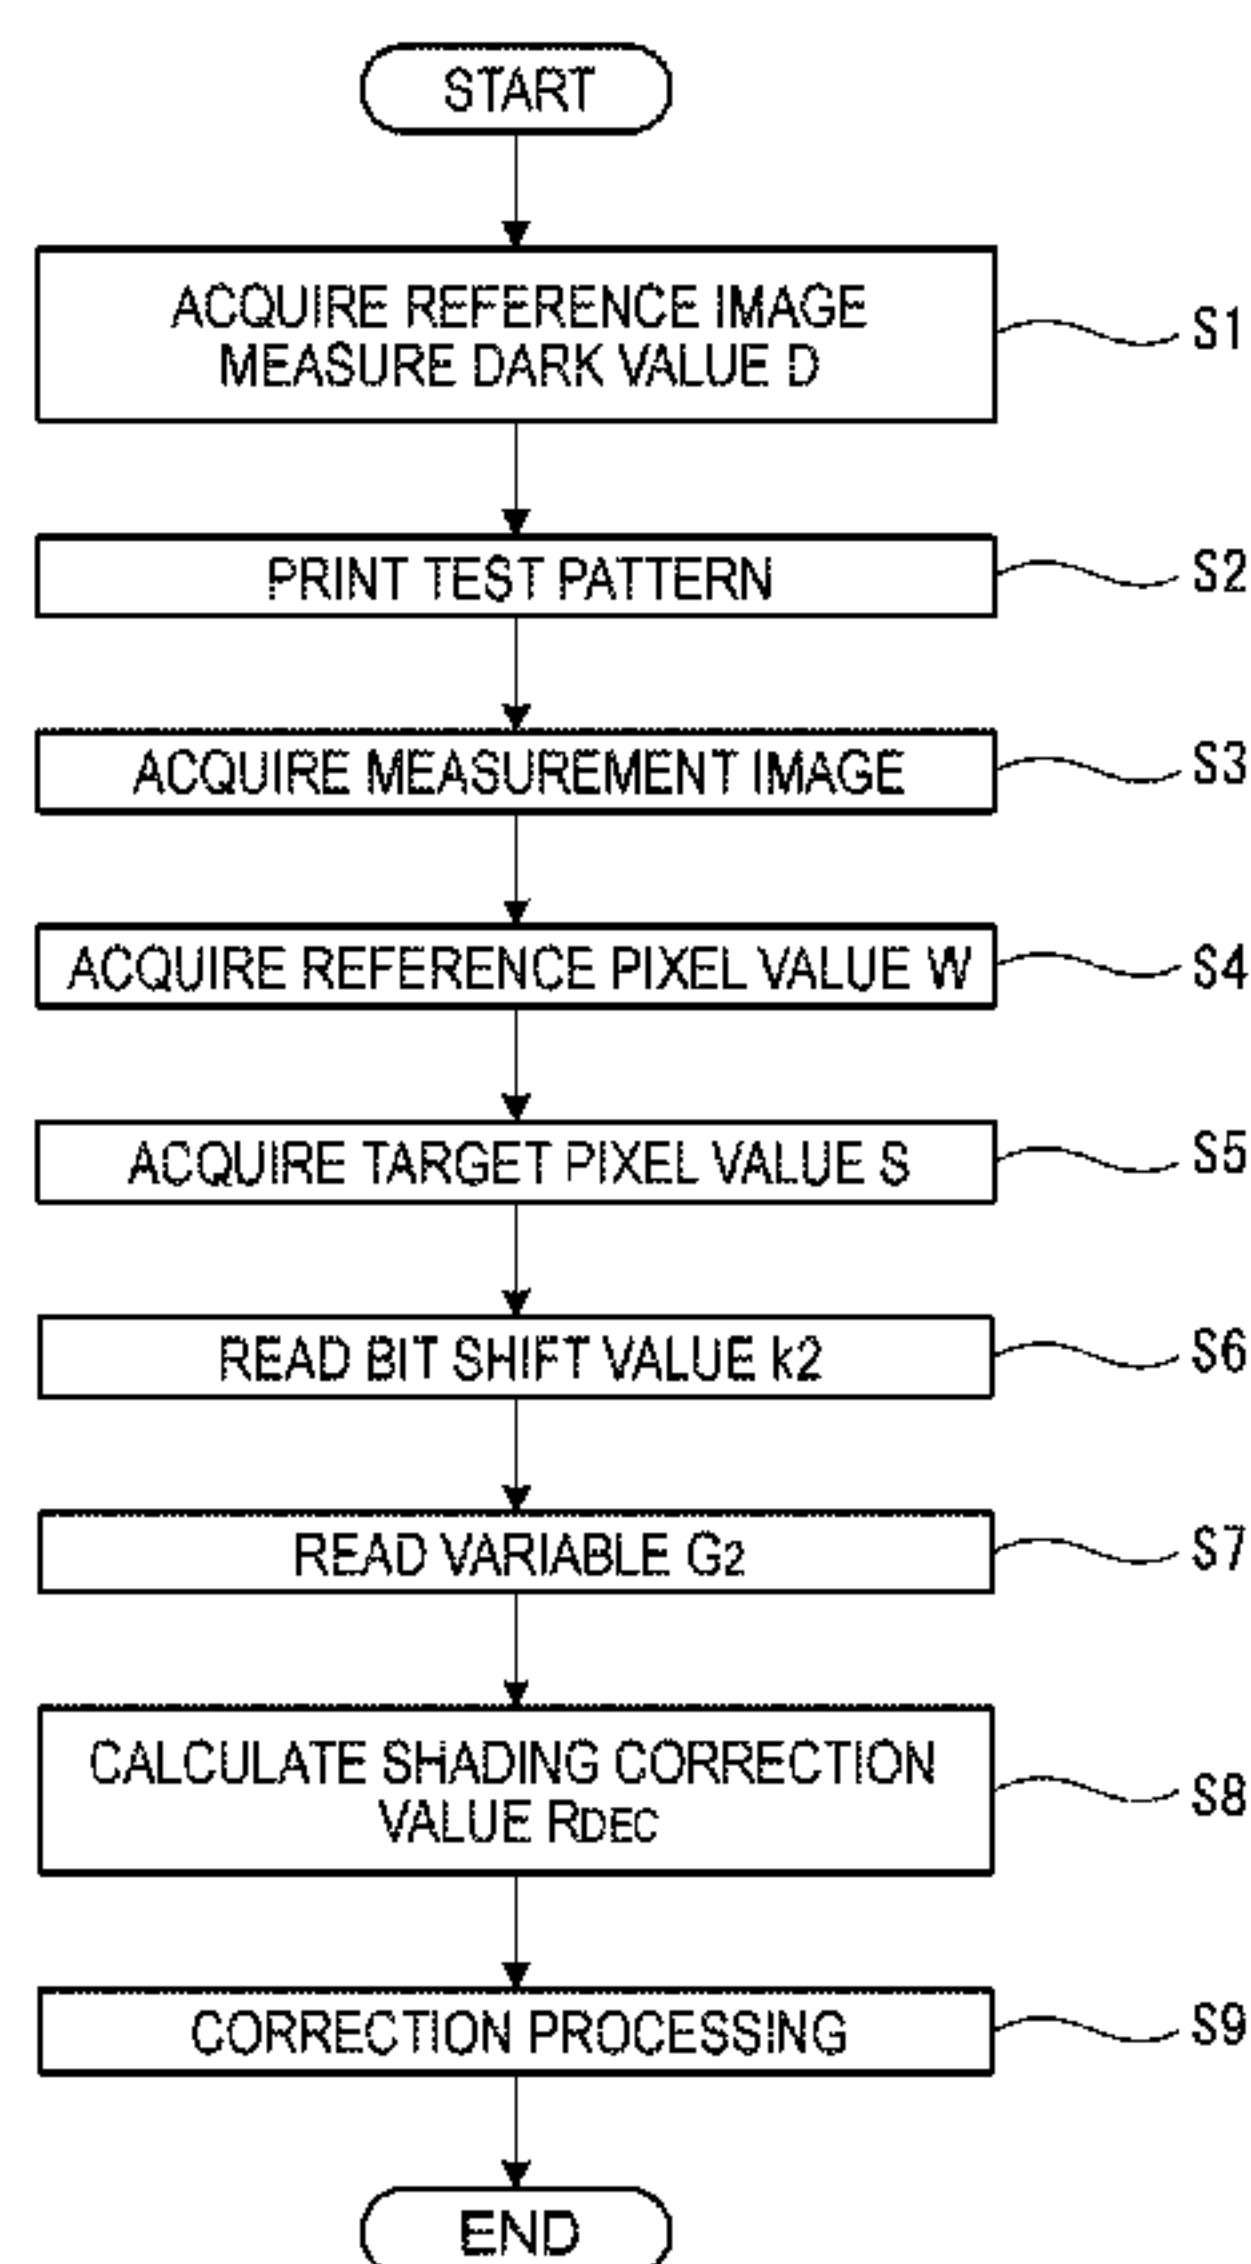 START
ACQUIRE REFERENCE IMAGE
MEASURE DARK VALUE D
S1
PRINT TEST PATTERN
S2
ACQUIRE MEASUREMENT IMAGE
S3
ACQUIRE REFERENCE PIXEL VALUE W
S4
ACQUIRE TARGET PIXEL VALUE S
S5
READ BIT SHIFT VALUE k2
S6
READ VARIABLE G2
S7
CALCULATE SHADING CORRECTION
VALUE RDEC
S8
CORRECTION PROCESSING
S9
END